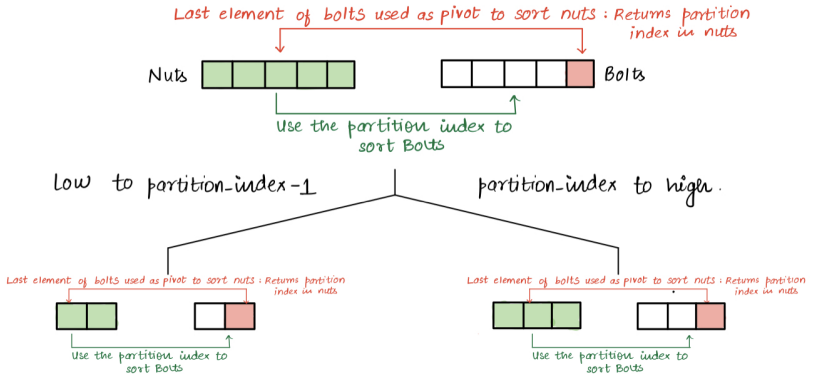 Last element of bolts used as pivot to sort nuts : Returns partition
index in nuts
Nuts
Bolts
Use the partition index to
sort Bolts
Low to partition_index-1
partition_index to high.
Last element of bolts used as pivot to sort nuts : Returns partition
index in nuts
Use the partition index to
sort Bolts
Last element of bolts used as pivot to sort nuts : Returns partition
index in nuts
Use the partition index to
sort Bolts